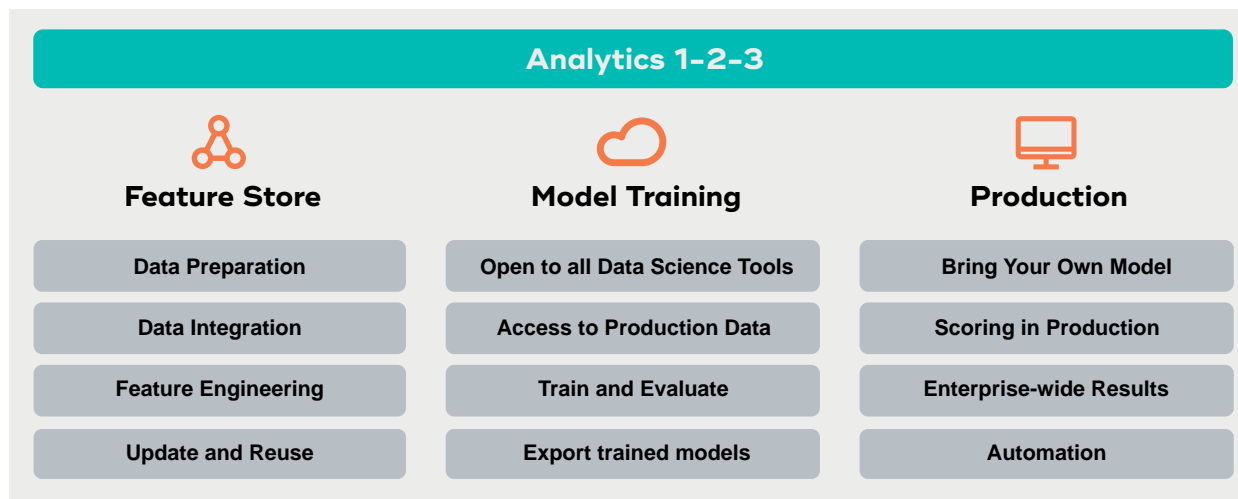 Analytics 1-2-3
Feature Store
Data Preparation
Data Integration
Feature Engineering
Update and Reuse
Model Training
Open to all Data Science Tools
Access to Production Data
Train and Evaluate
Export trained models
Production
Bring Your Own Model
Scoring in Production
Enterprise-wide Results
Automation